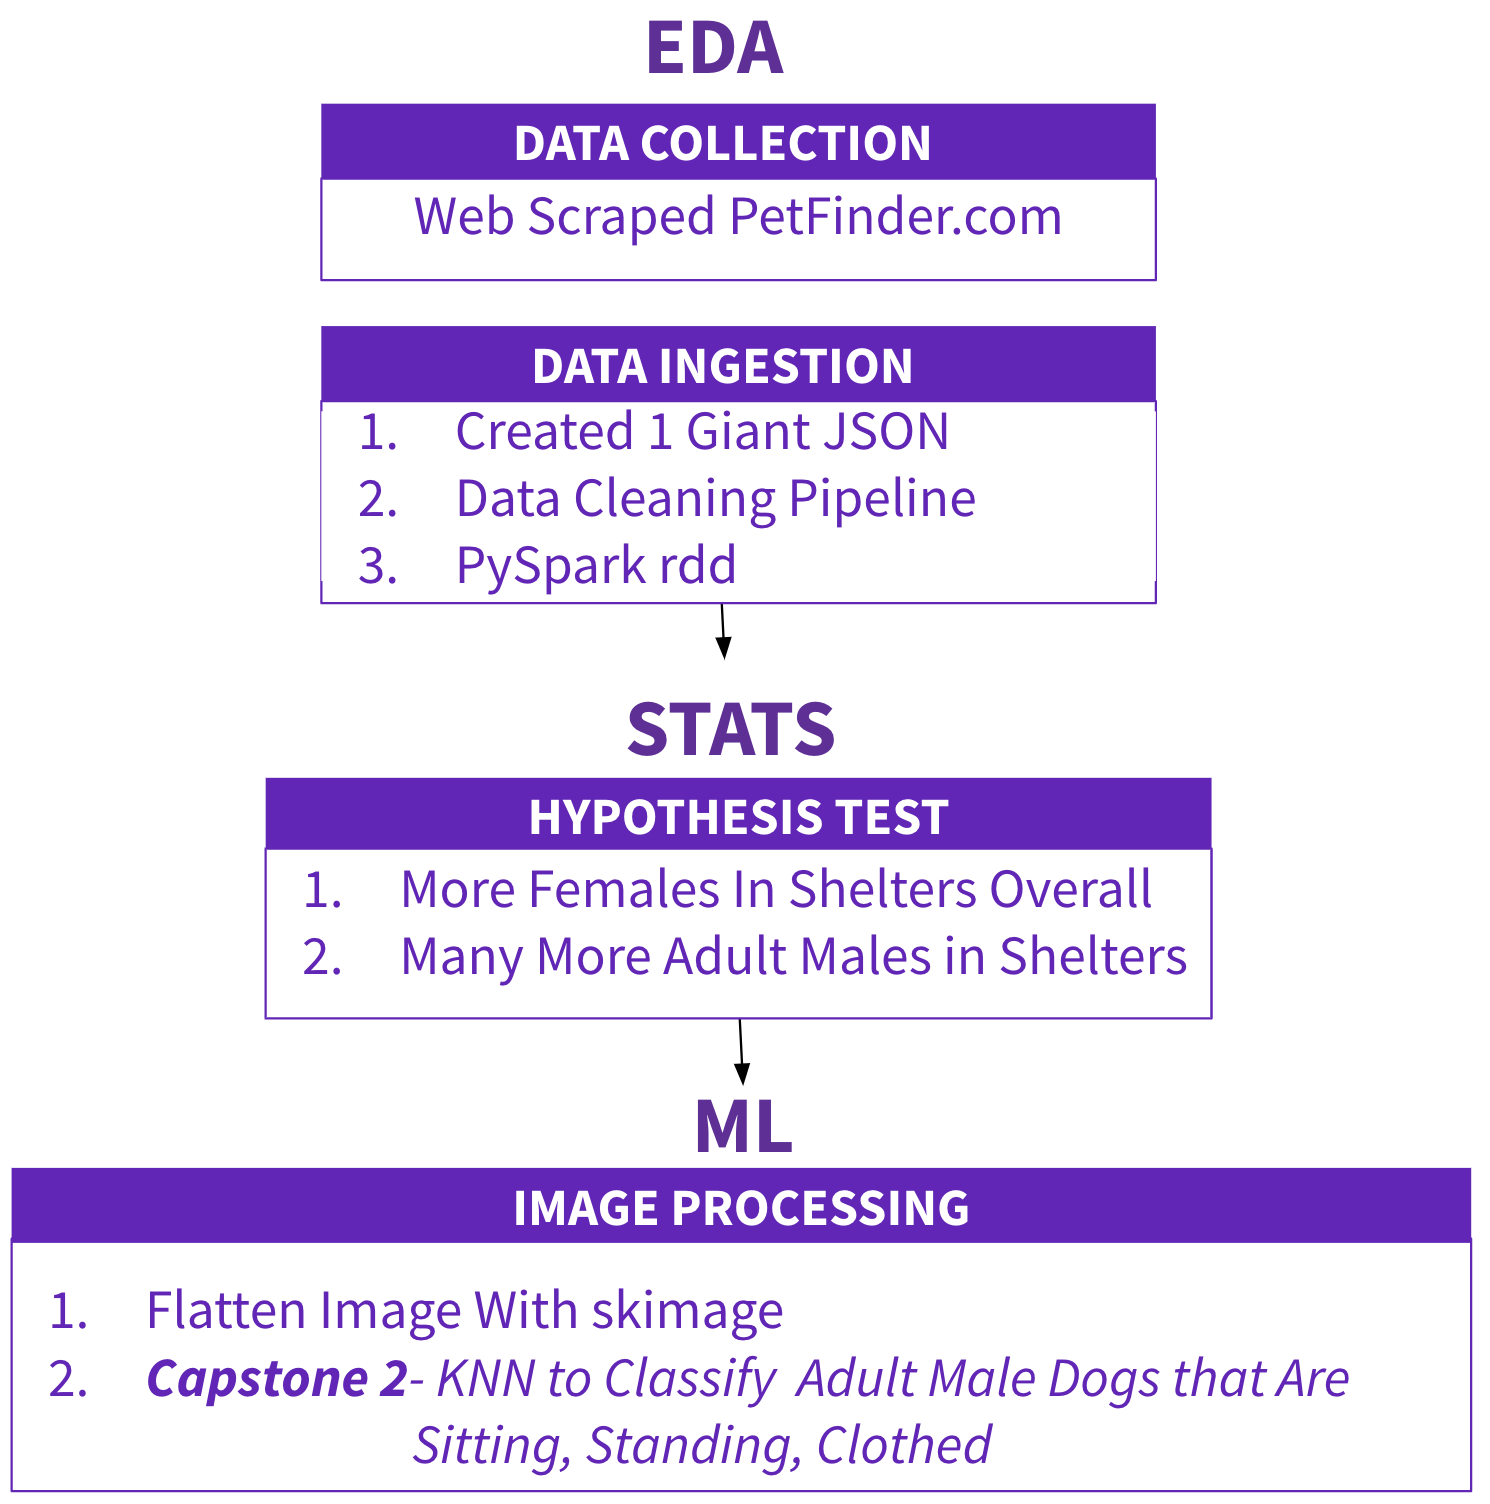 EDA
DATA COLLECTION
Web Scraped PetFinder.com
DATA INGESTION
1. Created 1 Giant JSON
2. Data Cleaning Pipeline
3. PySpark rdd
STATS
HYPOTHESIS TEST
1. More Females In Shelters Overall
2. Many More Adult Males in Shelters
ML
IMAGE PROCESSING
1. Flatten Image With skimage
2. Capstone 2- KNN to Classify Adult Male Dogs that Are
Sitting, Standing, Clothed